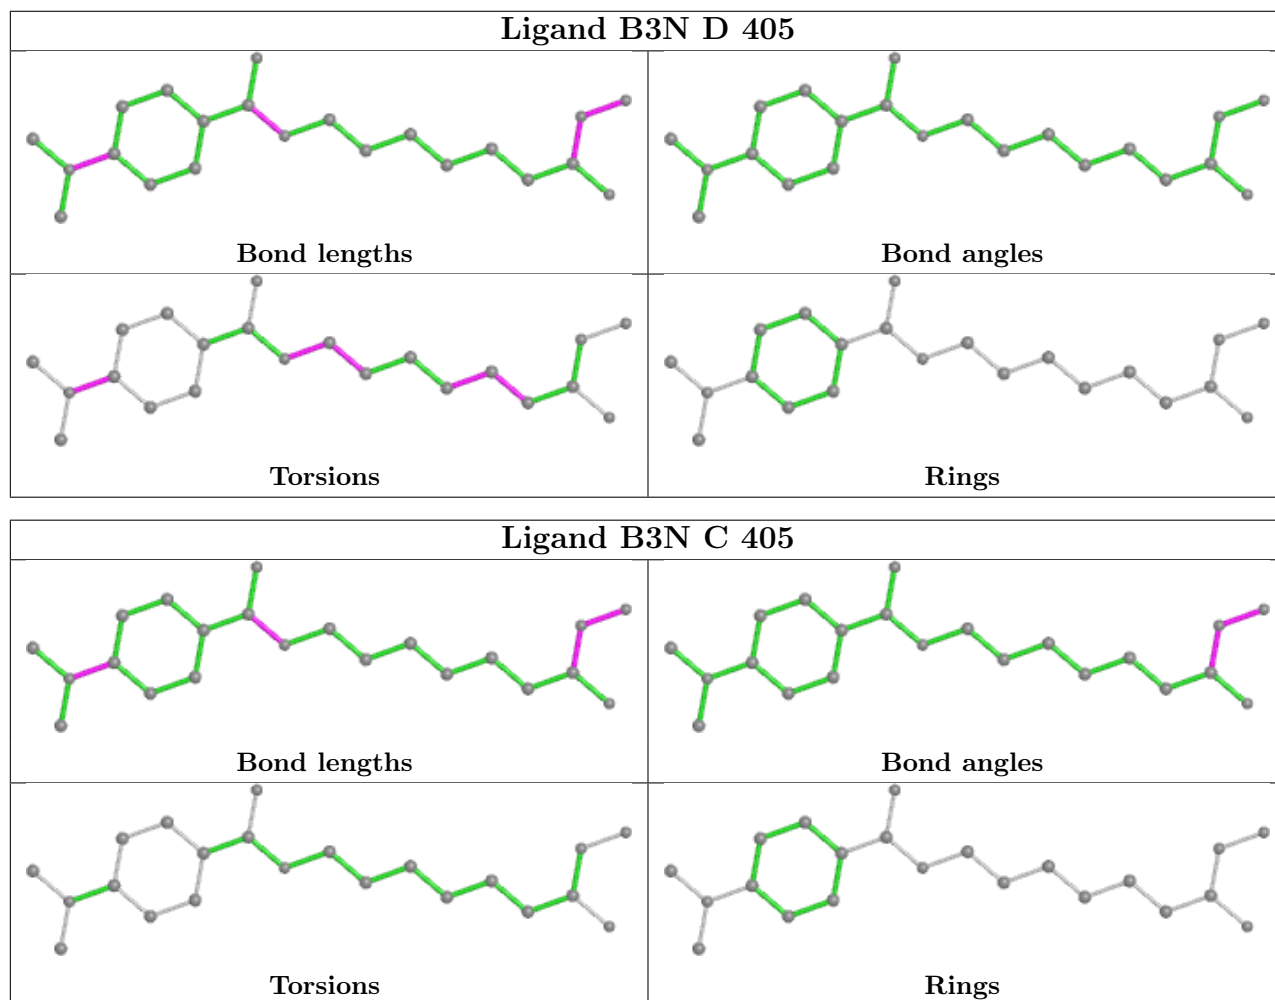 Ligand B3N D 405
Bond lengths
Bond angles
Torsions
Rings
Ligand B3N C 405
Bond lengths
Bond angles
Torsions
Rings